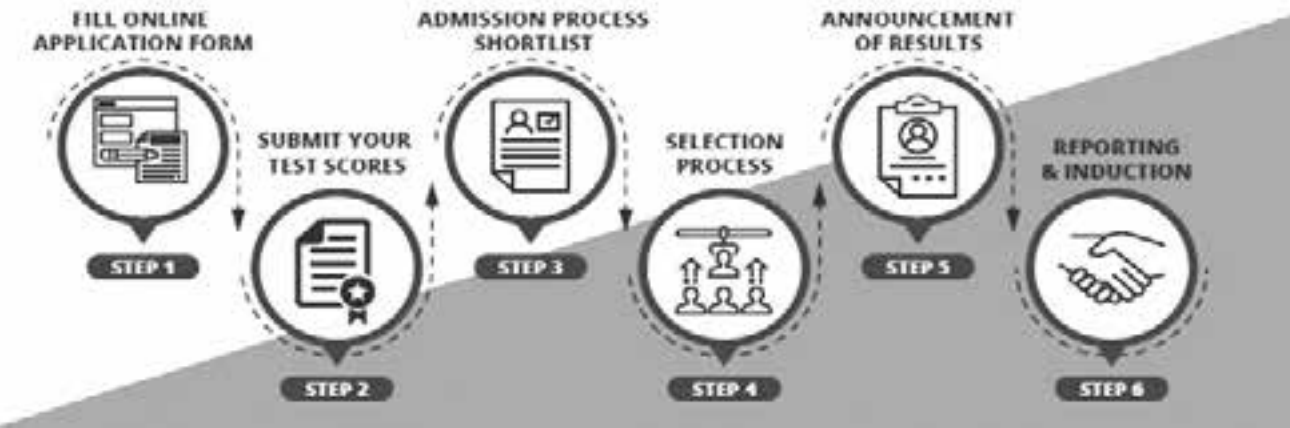 FILL ONLINE
APPLICATION FORM
STEP 1
SUBMIT YOUR
TEST SCORES
STEP 2
ADMISSION PROCESS
SHORTLIST
STEP 3
SELECTION
PROCESS
STEP 4
ANNOUNCEMENT
OF RESULTS
STEP 5
REPORTING
& INDUCTION
STEP 6